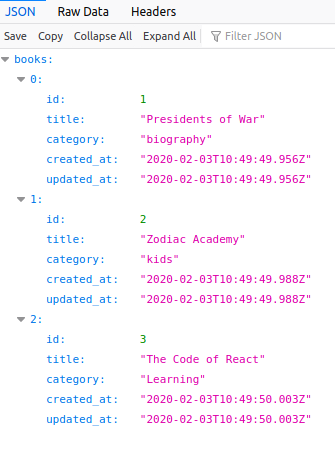 JSON Raw Data Headers
Save Copy Collapse All Expand All Filter JSON
books:
0:
id: 1
title: "Presidents of War"
category: "biography"
created_at: "2020-02-03T10:49:49.956Z"
updated_at: "2020-02-03T10:49:49.956Z"
1:
id: 2
title: "Zodiac Academy"
category: "kids"
created_at: "2020-02-03T10:49:49.988Z"
updated_at: "2020-02-03T10:49:49.988Z"
2:
id: 3
title: "The Code of React"
category: "Learning"
created_at: "2020-02-03T10:49:50.003Z"
updated_at: "2020-02-03T10:49:50.003Z"